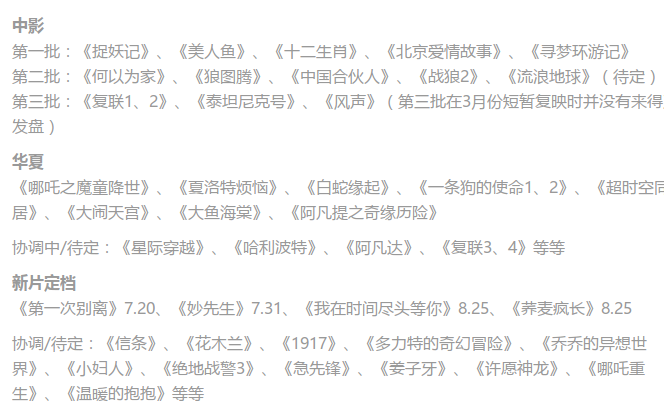 中影
第一批：《捉妖记》、《美人鱼》、《十二生肖》、《北京爱情故事》、《寻梦环游记》
第二批：《何以为家》、《狼图腾》、《中国合伙人》、《战狼2》、《流浪地球》（待定）
第三批：《复联1、2》、《泰坦尼克号》、《风声》（第三批在3月份短暂复映时并没有来得及
发盘）
华夏
《哪吒之魔童降世》、《夏洛特烦恼》、《白蛇缘起》、《一条狗的使命1、2》、《超时空同
居》、《大闹天宫》、《大鱼海棠》、《阿凡提之奇缘历险》
协调中/待定：《星际穿越》、《哈利波特》、《阿凡达》、《复联3、4》等等
新片定档
《第一次别离》7.20、《妙先生》7.31、《我在时间尽头等你》8.25、《荞麦疯长》8.25
协调/待定：《信条》、《花木兰》、《1917》、《多力特的奇幻冒险》、《乔乔的异想世
界》、《小妇人》、《绝地战警3》、《急先锋》、《姜子牙》、《许愿神龙》、《哪吒重
生》、《温暖的抱抱》等等